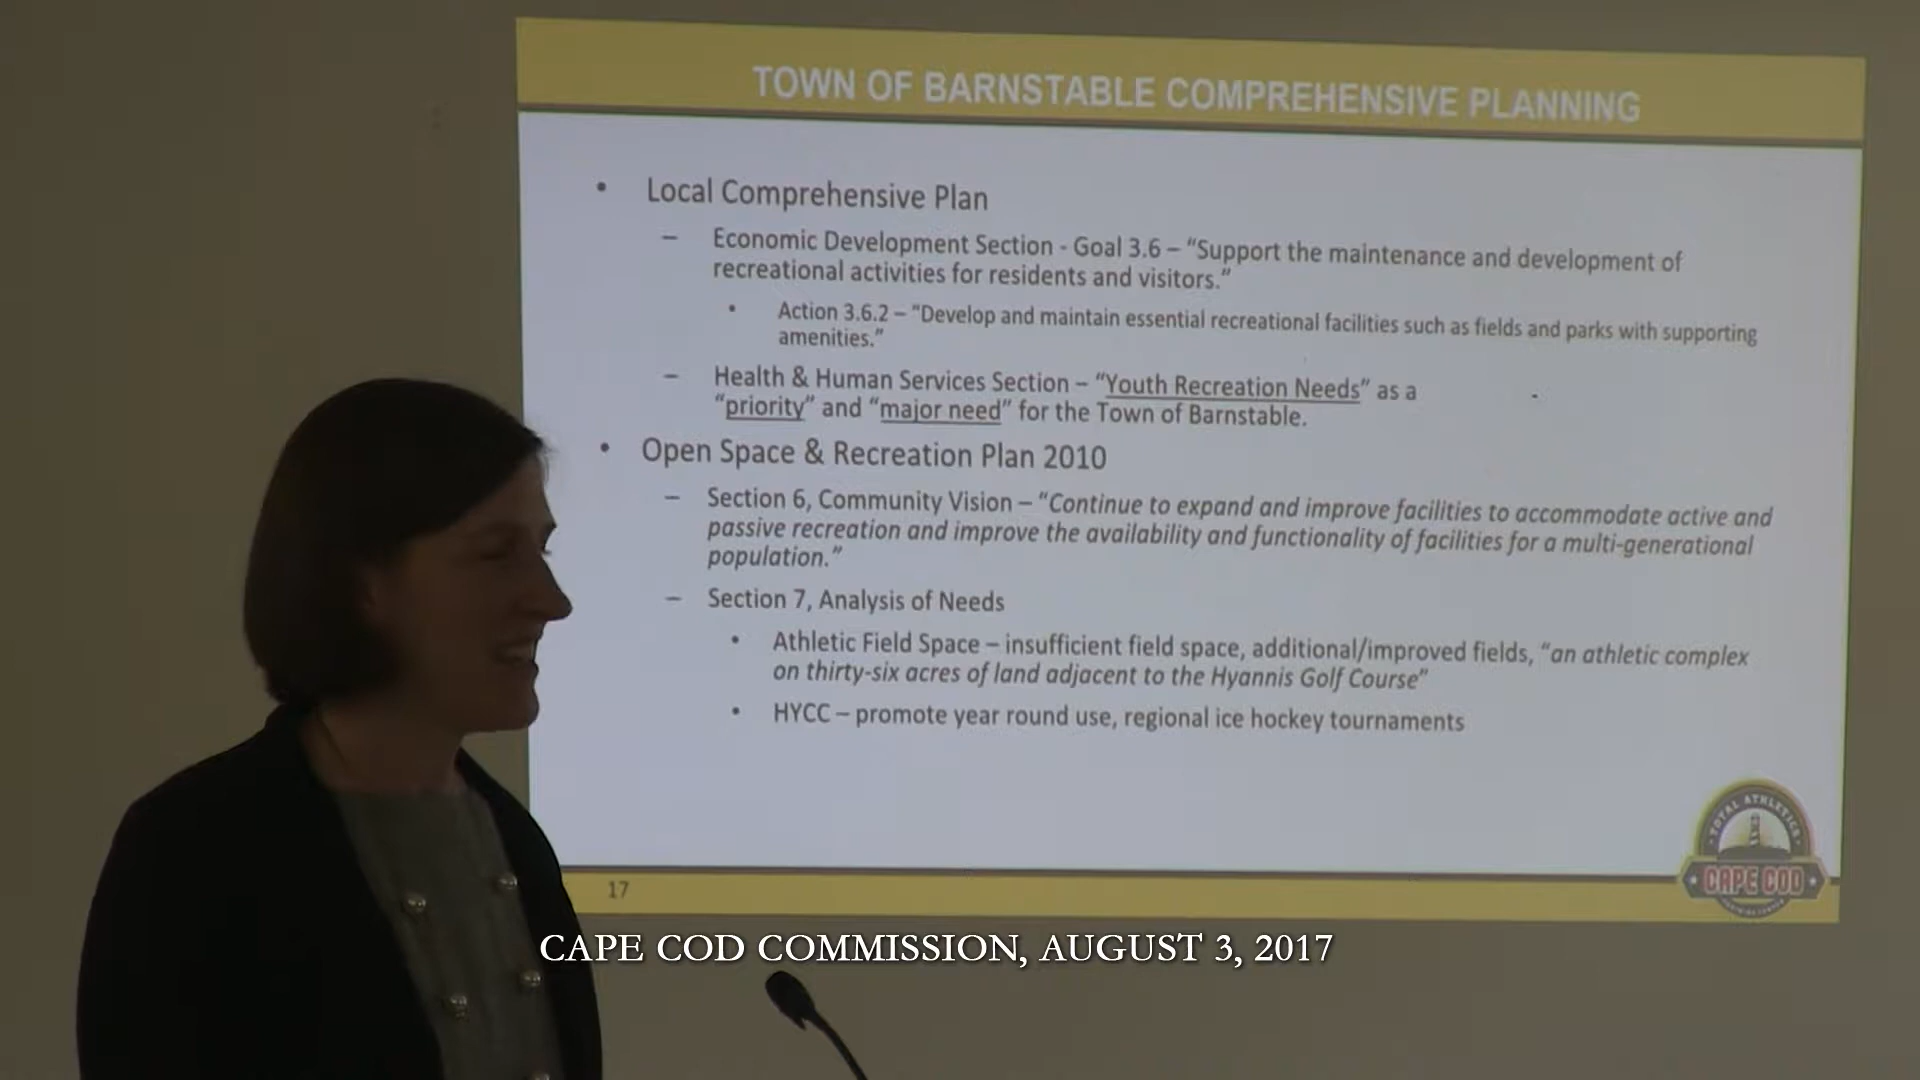 TOWN OF BARNSTABLE COMPREHENSIVE PLANNING
• Local Comprehensive Plan
– Economic Development Section - Goal 3.6 – “Support the maintenance and development of
recreational activities for residents and visitors.”
• Action 3.6.2 – “Develop and maintain essential recreational facilities such as fields and parks with supporting
amenities.”
– Health & Human Services Section – “Youth Recreation Needs” as a
“priority” and “major need” for the Town of Barnstable.
• Open Space & Recreation Plan 2010
– Section 6, Community Vision – “Continue to expand and improve facilities to accommodate active and
passive recreation and improve the availability and functionality of facilities for a multi-generational
population.”
– Section 7, Analysis of Needs
• Athletic Field Space – insufficient field space, additional/improved fields, “an athletic complex
on thirty-six acres of land adjacent to the Hyannis Golf Course”
• HYCC – promote year round use, regional ice hockey tournaments
TOTAL ATHLETICS
CAPE COD
17
CAPE COD COMMISSION, AUGUST 3, 2017